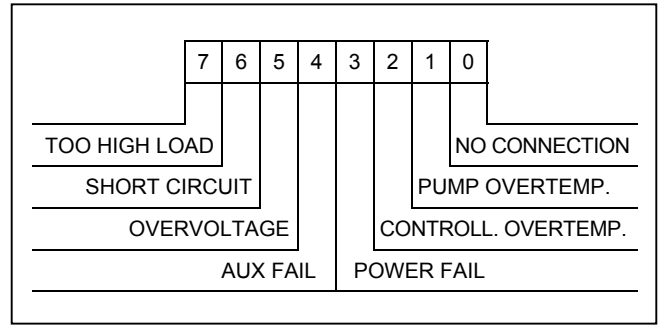 7 6 5 4 3 2 1 0
TOO HIGH LOAD NO CONNECTION
SHORT CIRCUIT PUMP OVERTEMP.
OVERVOLTAGE CONTROLL. OVERTEMP.
AUX FAIL POWER FAIL